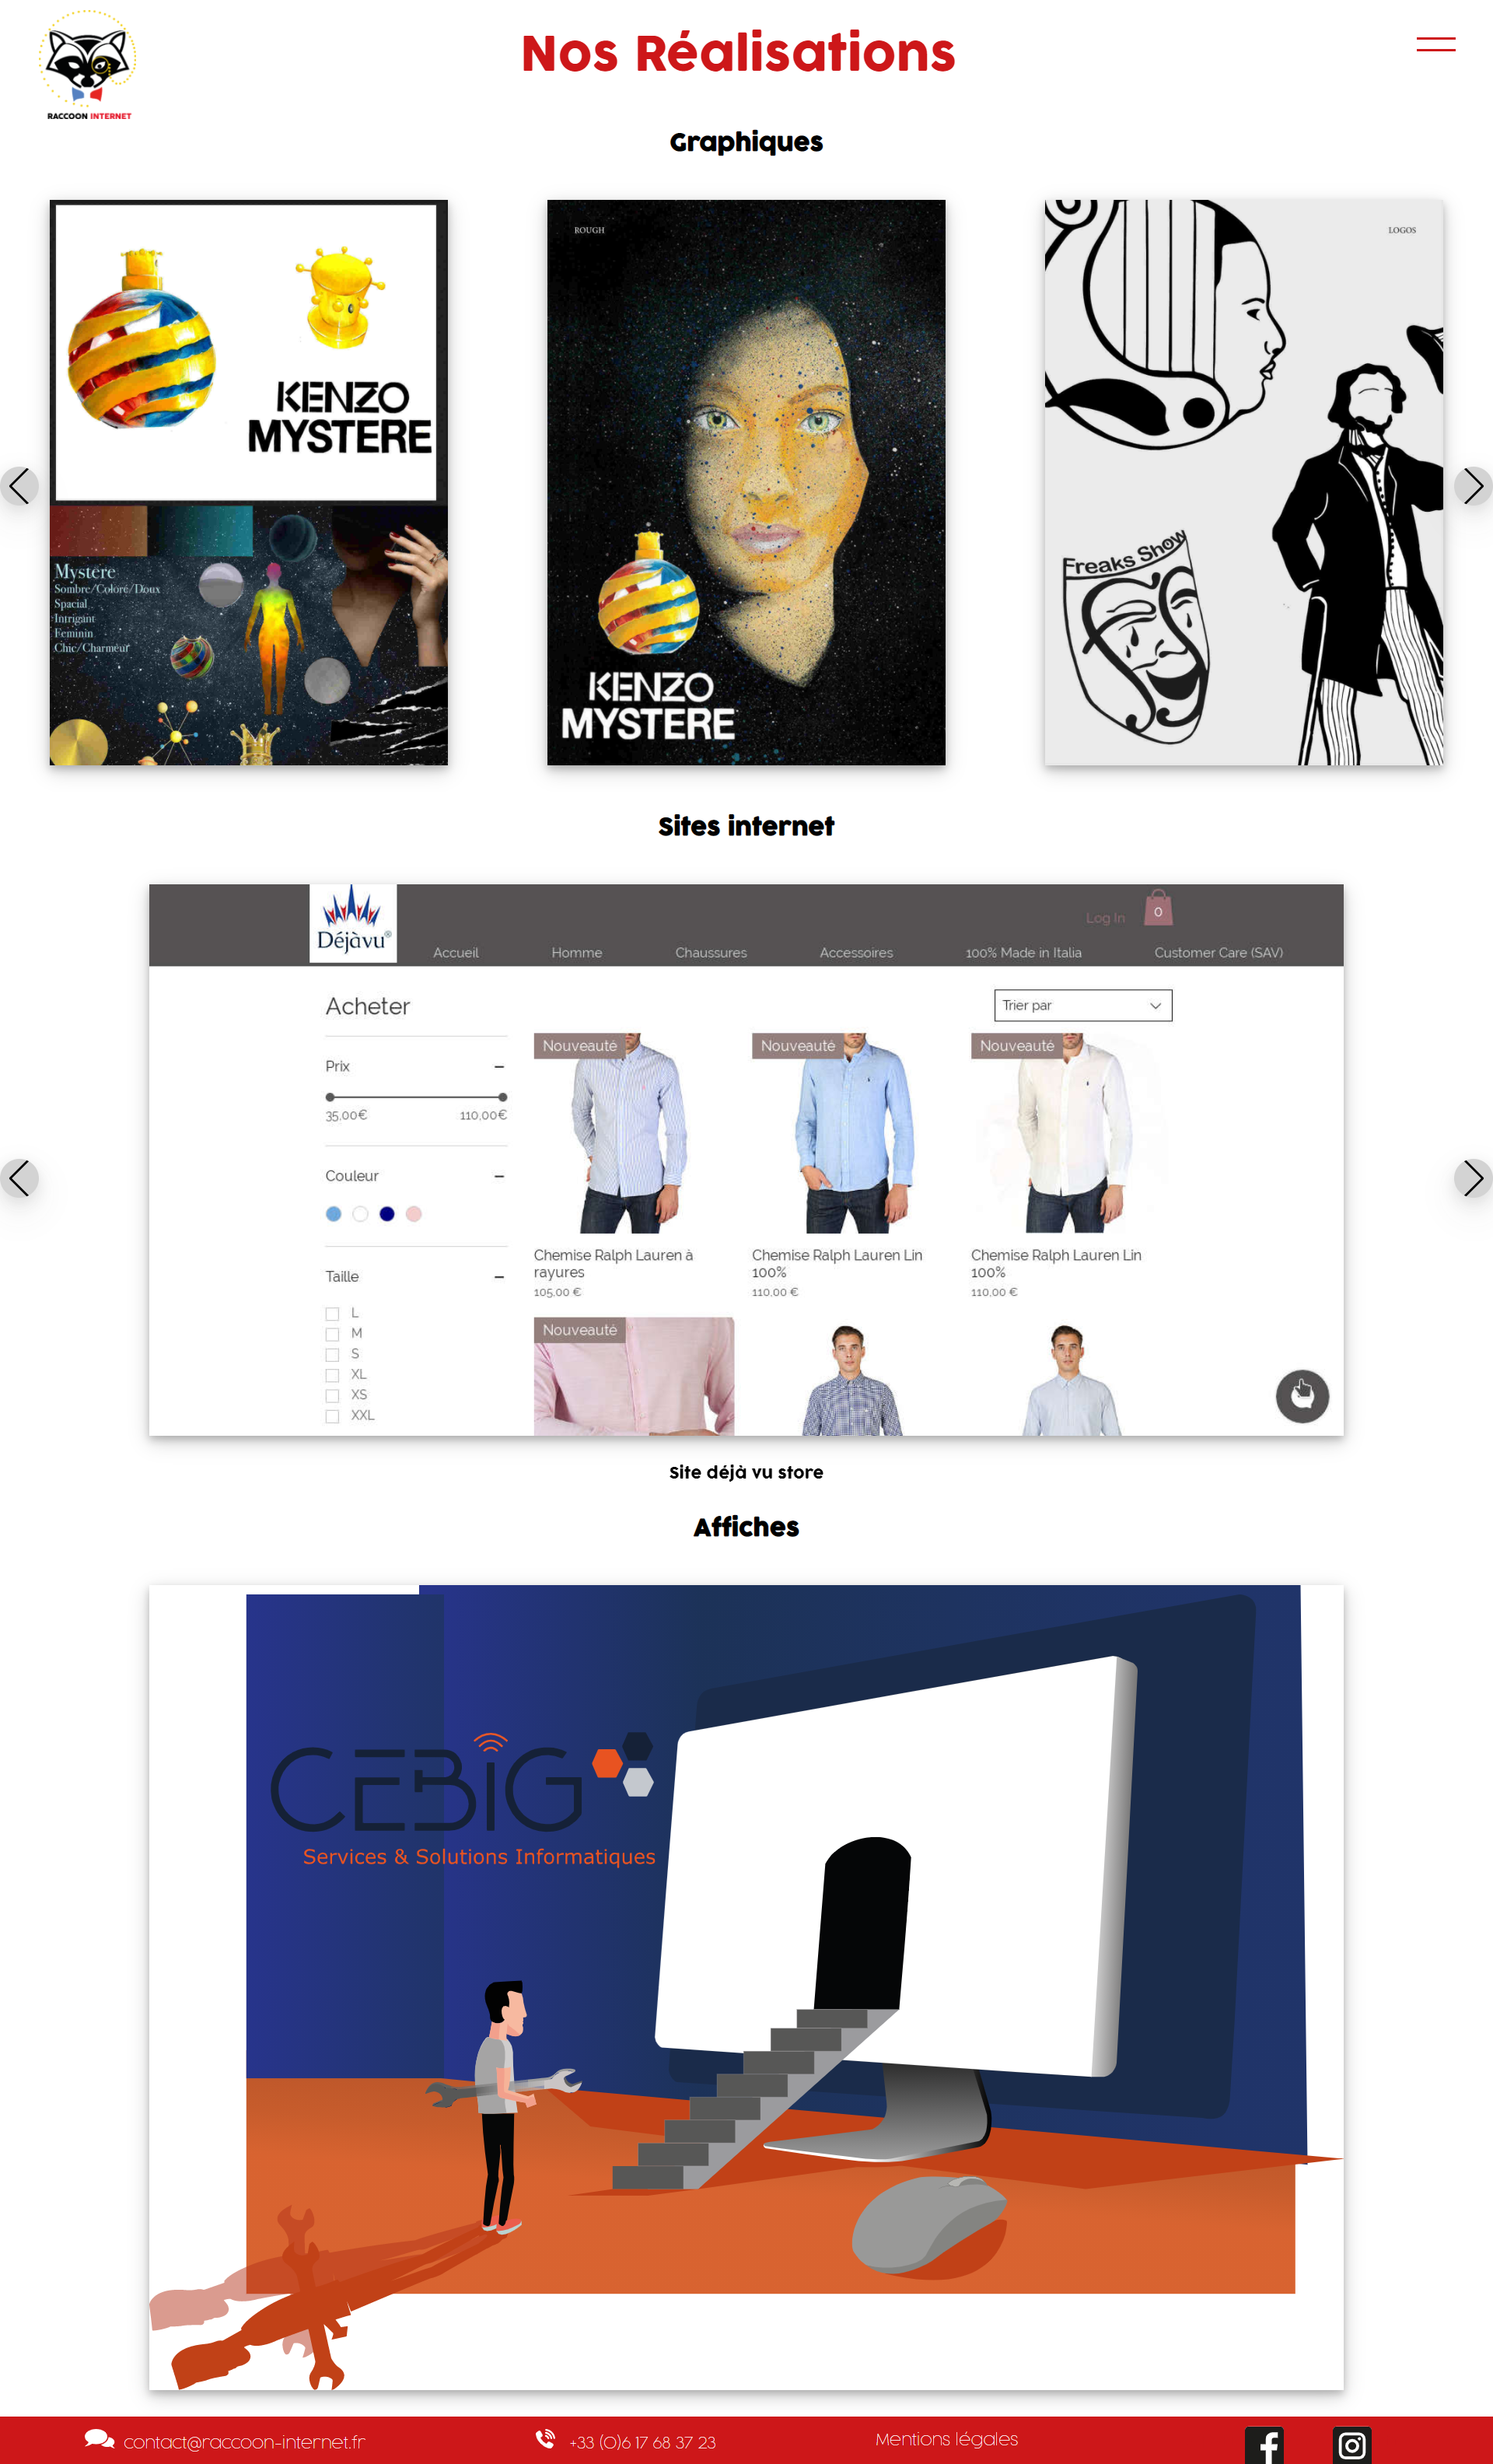 Nos Réalisations
RACCOON INTERNET
Graphiques
KENZO
MYSTERE
Mystère
Sombre/Coloré/Doux
Spacial
Intrigant
Feminin
Chic/Charmeur
ROUGH
KENZO
MYSTERE
LOGOS
Freaks Show
Sites internet
Déjàvu®
Log In
0
Accueil
Homme
Chaussures
Accessoires
100% Made in Italia
Customer Care (SAV)
Acheter
Trier par
Prix
35,00€
110,00€
Couleur
Taille
L
M
S
XL
XS
XXL
Nouveauté
Nouveauté
Nouveauté
Chemise Ralph Lauren à
rayures
105,00 €
Chemise Ralph Lauren Lin
100%
110,00 €
Chemise Ralph Lauren Lin
100%
110,00 €
Nouveauté
Site déjà vu store
Affiches
CEBiG
Services & Solutions Informatiques
contact@raccoon-internet.fr
+33 (0)6 17 68 37 23
Mentions légales